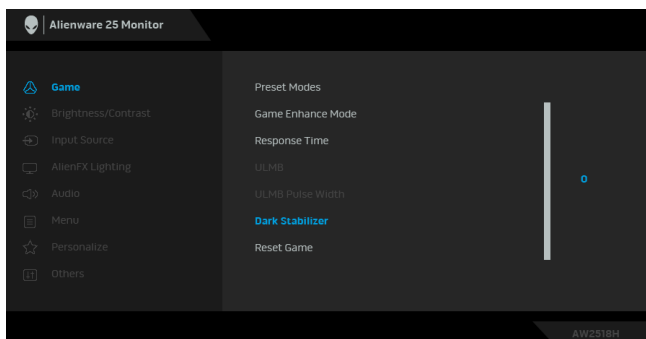 Alienware 25 Monitor
Game
Brightness/Contrast
Input Source
AlienFX Lighting
Audio
Menu
Personalize
Others
Preset Modes
Game Enhance Mode
Response Time
ULMB
ULMB Pulse Width
Dark Stabilizer
Reset Game
0
AW2518H